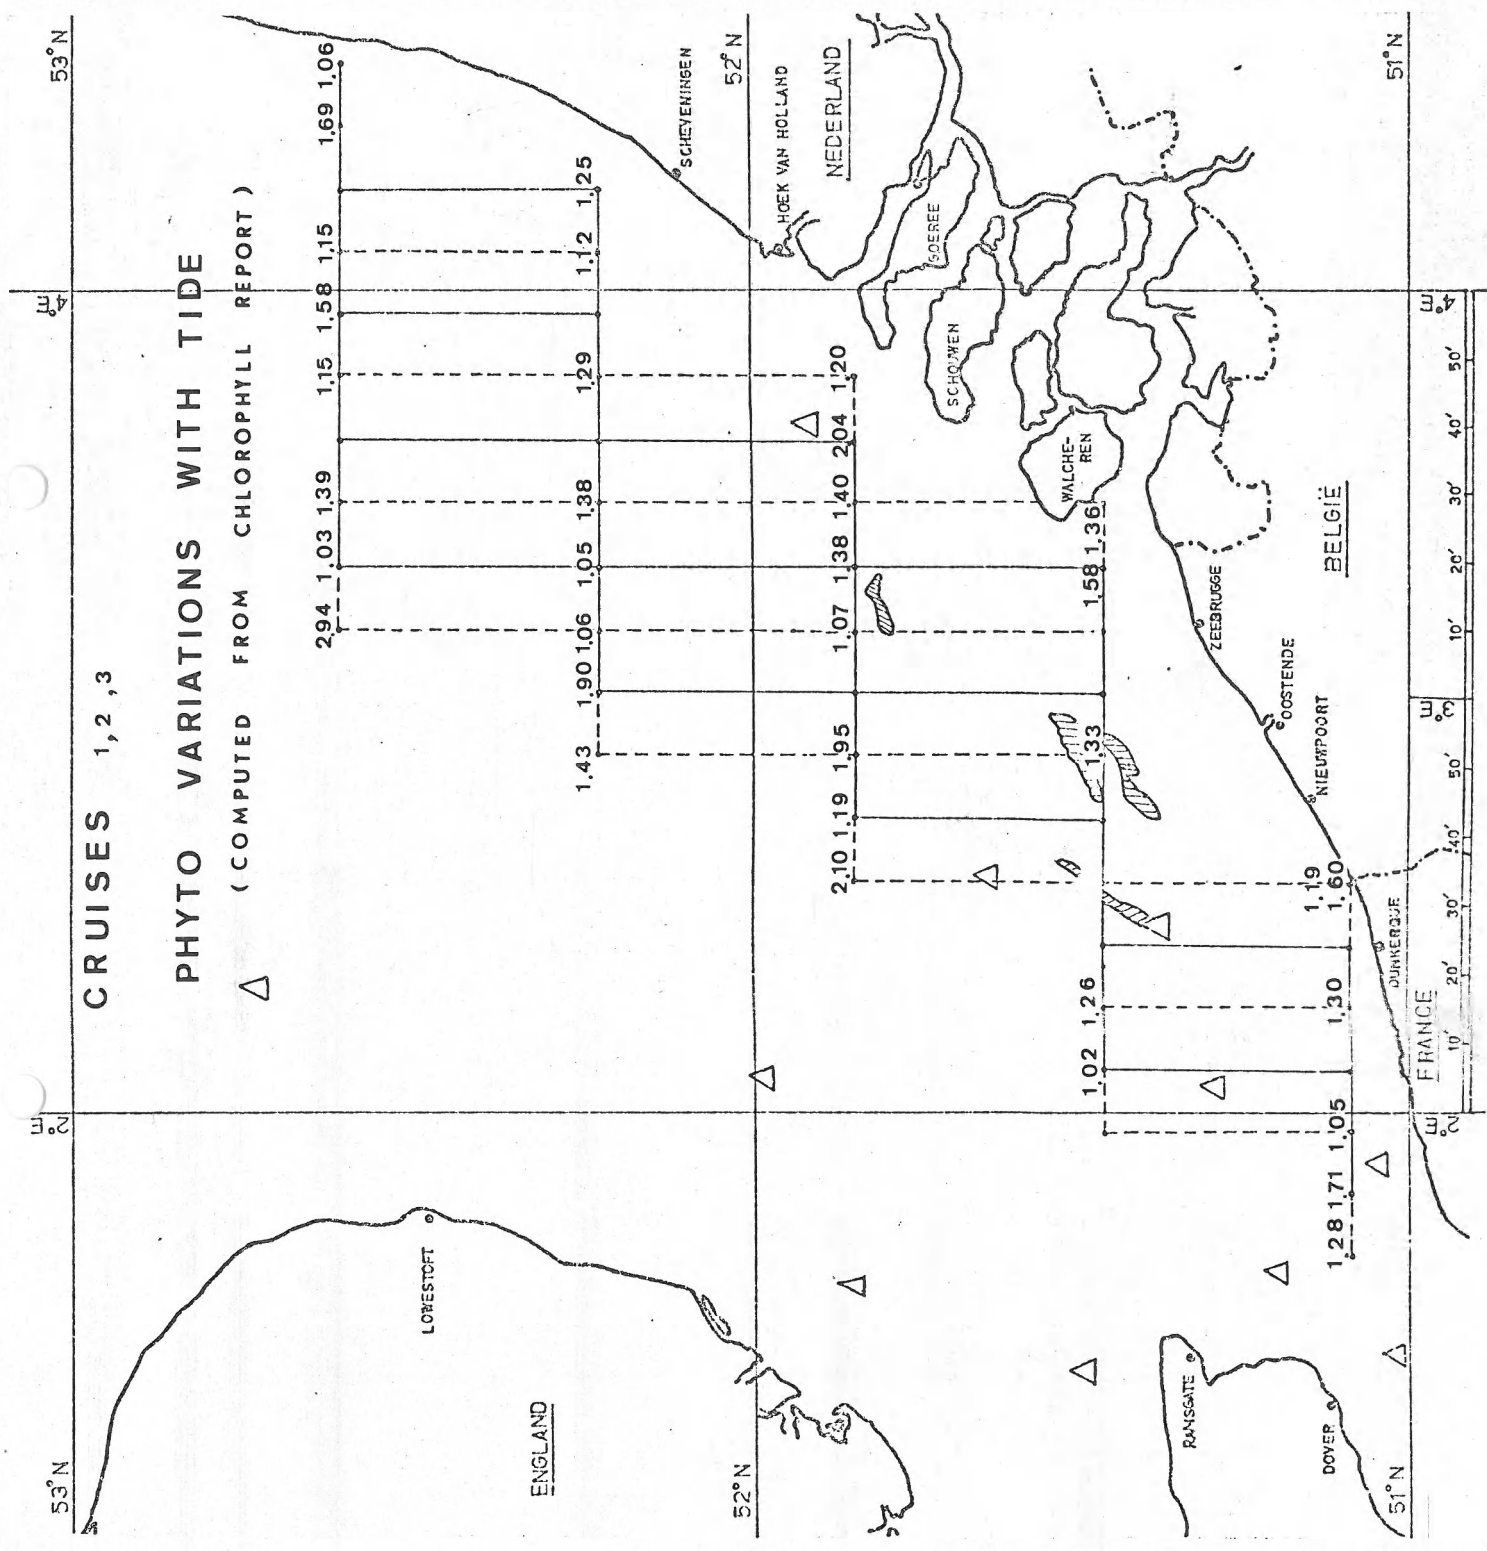 CRUISES 1,2,3
PHYTO VARIATIONS WITH TIDE
(COMPUTED FROM CHLOROPHYLL REPORT)
53°N
2°E
4°E
53°N
2,94 1,03 1,39 1,15 1,58 1,15 1,69 1,06
LOWESTOFT
ENGLAND
1,43 1,90 1,06 1,05 1,38 1,29 1,12 1,25
SCHEVENINGEN
52°N
52°N
HOEK VAN HOLLAND
NEDERLAND
2,10 1,19 1,95 1,07 1,38 1,40 2,04 1,20
GOEREE
SCHOUWEN
WALCHE-
REN
1,02 1,26 1,33 1,58 1,36
RAMSGATE
ZEEBRUGGE
OOSTENDE
NIEUWPOORT
BELGIË
1,19
1,28 1,71 1,05 1,30 1,60
DOVER
DUNKERQUE
FRANCE
51°N
51°N
2°E 10' 20' 30' 40' 50' 3°E 10' 20' 30' 40' 50' 4°E